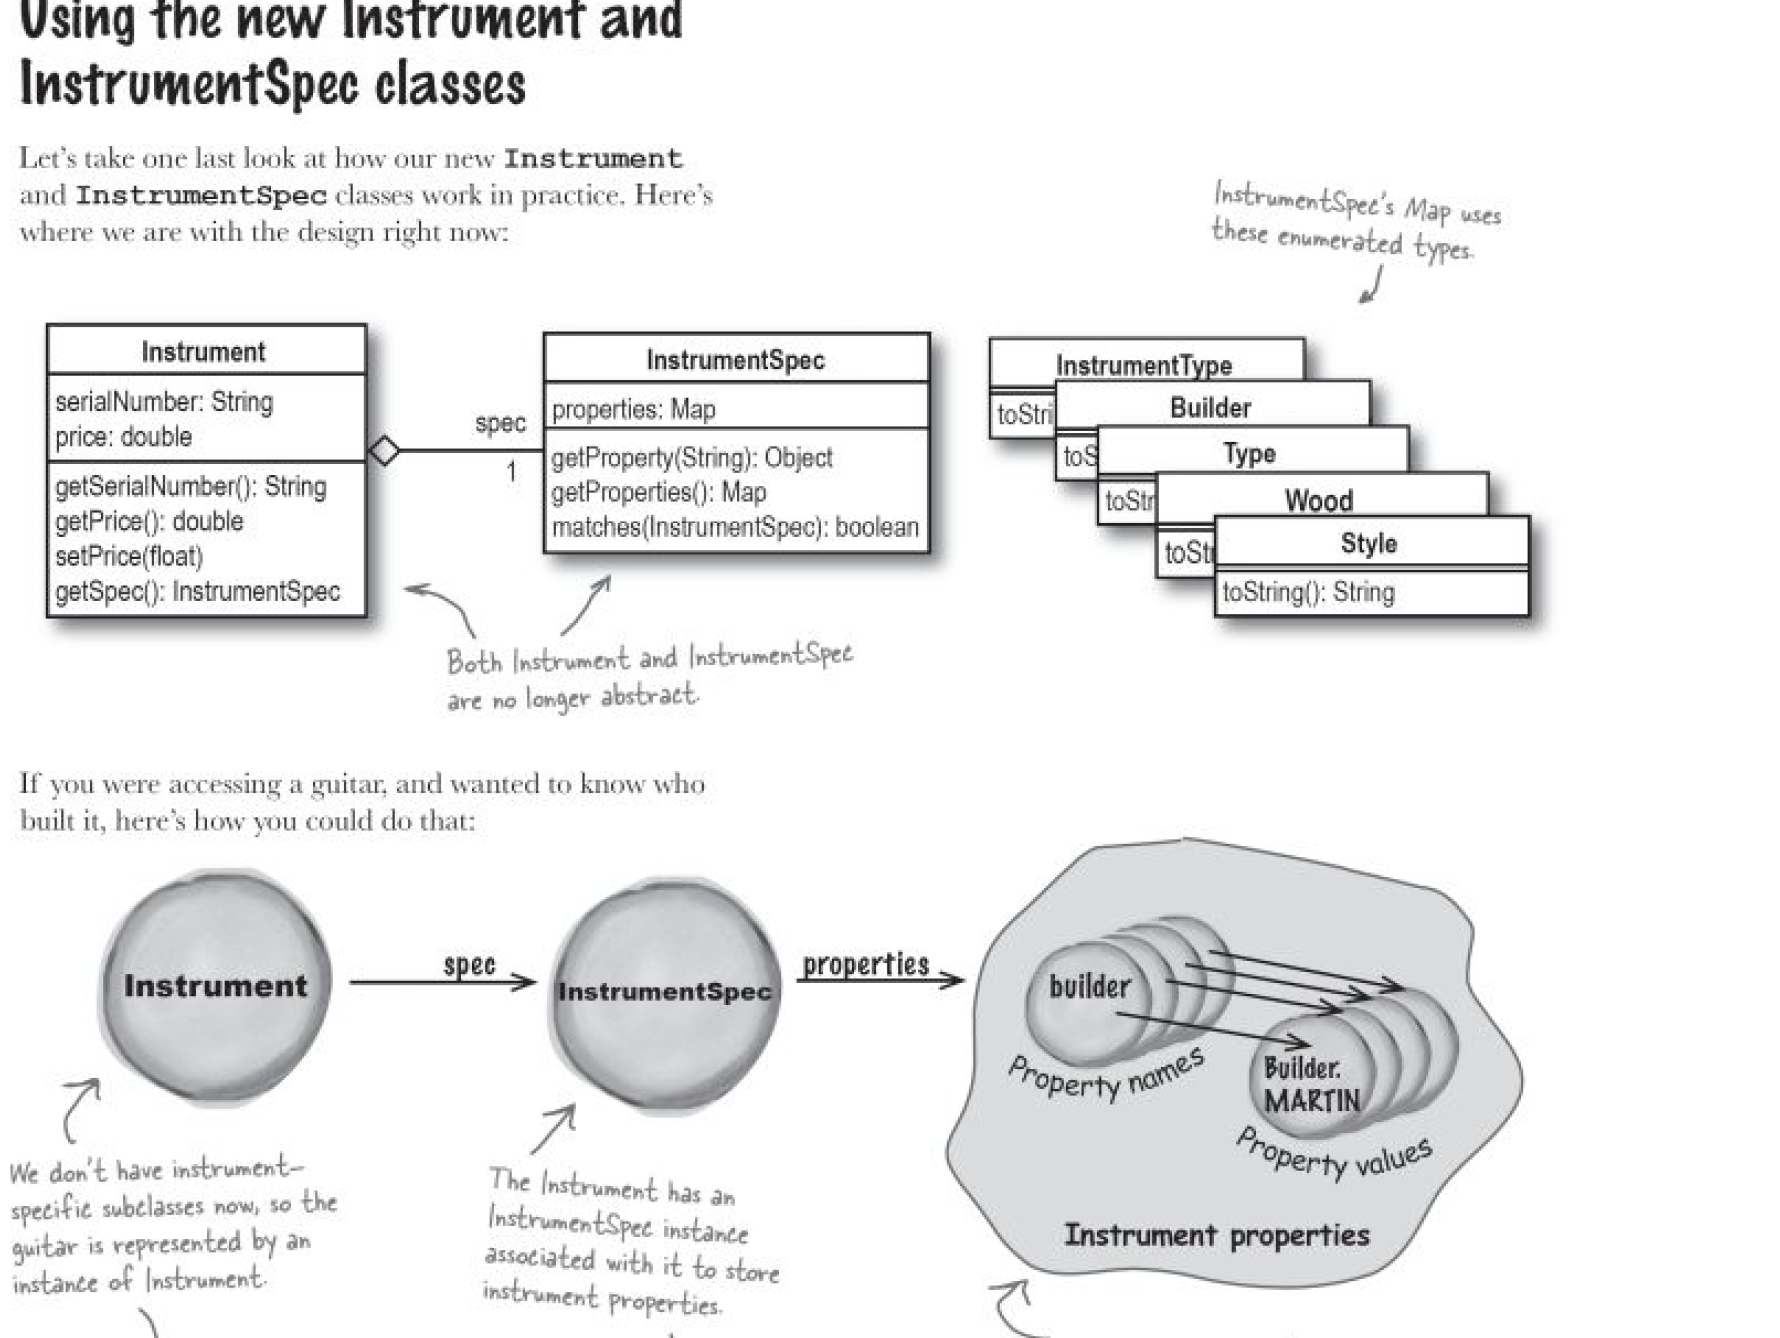 Using the new Instrument and
InstrumentSpec classes
Let's take one last look at how our new Instrument
and InstrumentSpec classes work in practice. Here's
where we are with the design right now:
InstrumentSpec's Map uses
these enumerated types.
Instrument
serialNumber: String
price: double
getSerialNumber(): String
getPrice(): double
setPrice(float)
getSpec(): InstrumentSpec
spec
1
InstrumentSpec
properties: Map
getProperty(String): Object
getProperties(): Map
matches(InstrumentSpec): boolean
InstrumentType
toStri
Builder
toS
Type
toStr
Wood
toStr
Style
toString(): String
Both Instrument and InstrumentSpec
are no longer abstract.
If you were accessing a guitar, and wanted to know who
built it, here's how you could do that:
Instrument
spec
InstrumentSpec
properties
builder
Property names
Builder.
MARTIN
Property values
Instrument properties
We don't have instrument-
specific subclasses now, so the
guitar is represented by an
instance of Instrument.
The Instrument has an
InstrumentSpec instance
associated with it to store
instrument properties.